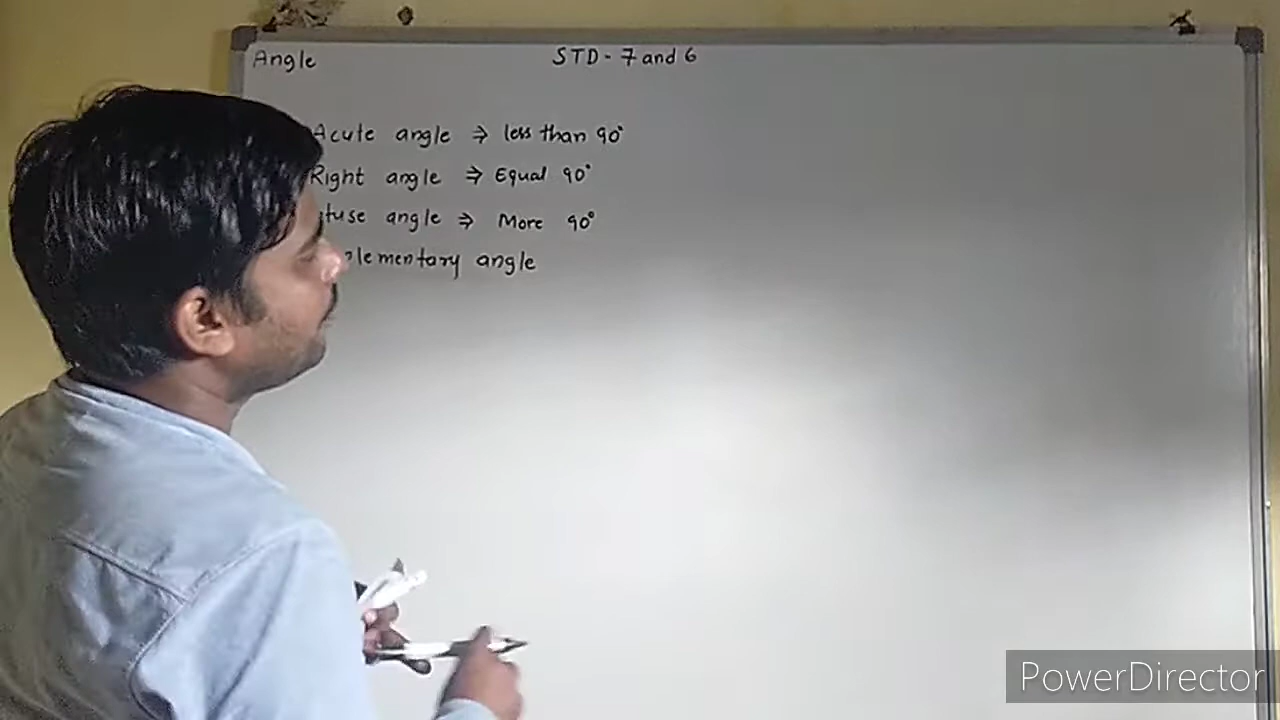 Angle STD - 7 and 6
Acute angle ⇒ less than 90°
Right angle ⇒ Equal 90°
angle ⇒ More 90°
angle
PowerDirector